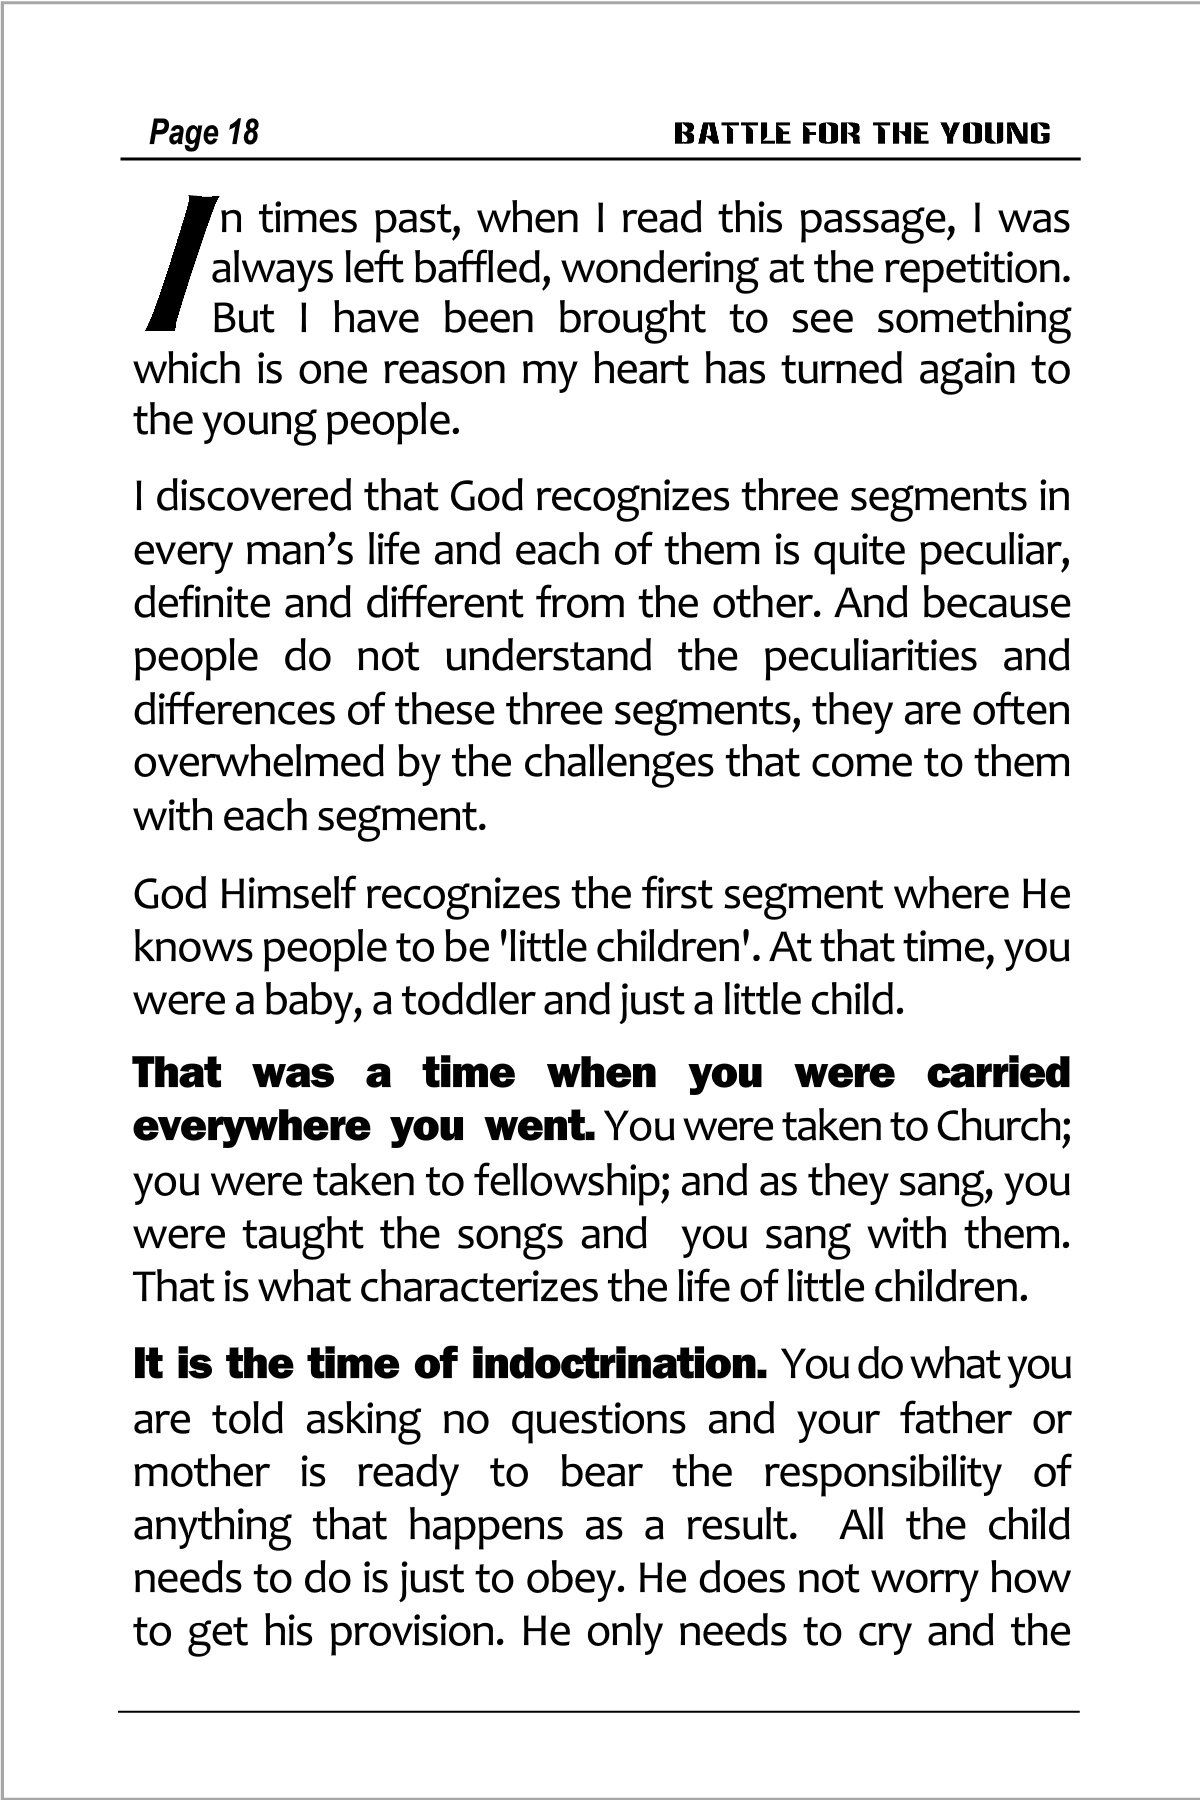 Page 18 BATTLE FOR THE YOUNG
In times past, when I read this passage, I was
always left baffled, wondering at the repetition.
But I have been brought to see something
which is one reason my heart has turned again to
the young people.
I discovered that God recognizes three segments in
every man’s life and each of them is quite peculiar,
definite and different from the other. And because
people do not understand the peculiarities and
differences of these three segments, they are often
overwhelmed by the challenges that come to them
with each segment.
God Himself recognizes the first segment where He
knows people to be 'little children'. At that time, you
were a baby, a toddler and just a little child.
That was a time when you were carried
everywhere you went. You were taken to Church;
you were taken to fellowship; and as they sang, you
were taught the songs and you sang with them.
That is what characterizes the life of little children.
It is the time of indoctrination. You do what you
are told asking no questions and your father or
mother is ready to bear the responsibility of
anything that happens as a result. All the child
needs to do is just to obey. He does not worry how
to get his provision. He only needs to cry and the